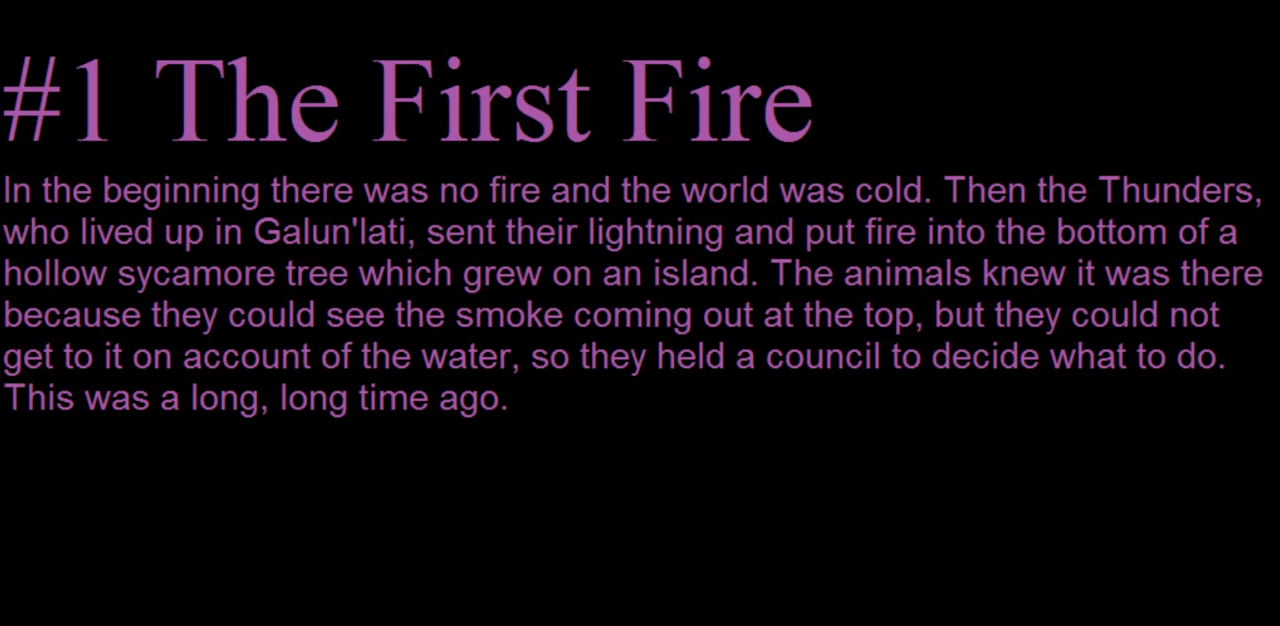 #1 The First Fire
In the beginning there was no fire and the world was cold. Then the Thunders,
who lived up in Galun'lati, sent their lightning and put fire into the bottom of a
hollow sycamore tree which grew on an island. The animals knew it was there
because they could see the smoke coming out at the top, but they could not
get to it on account of the water, so they held a council to decide what to do.
This was a long, long time ago.